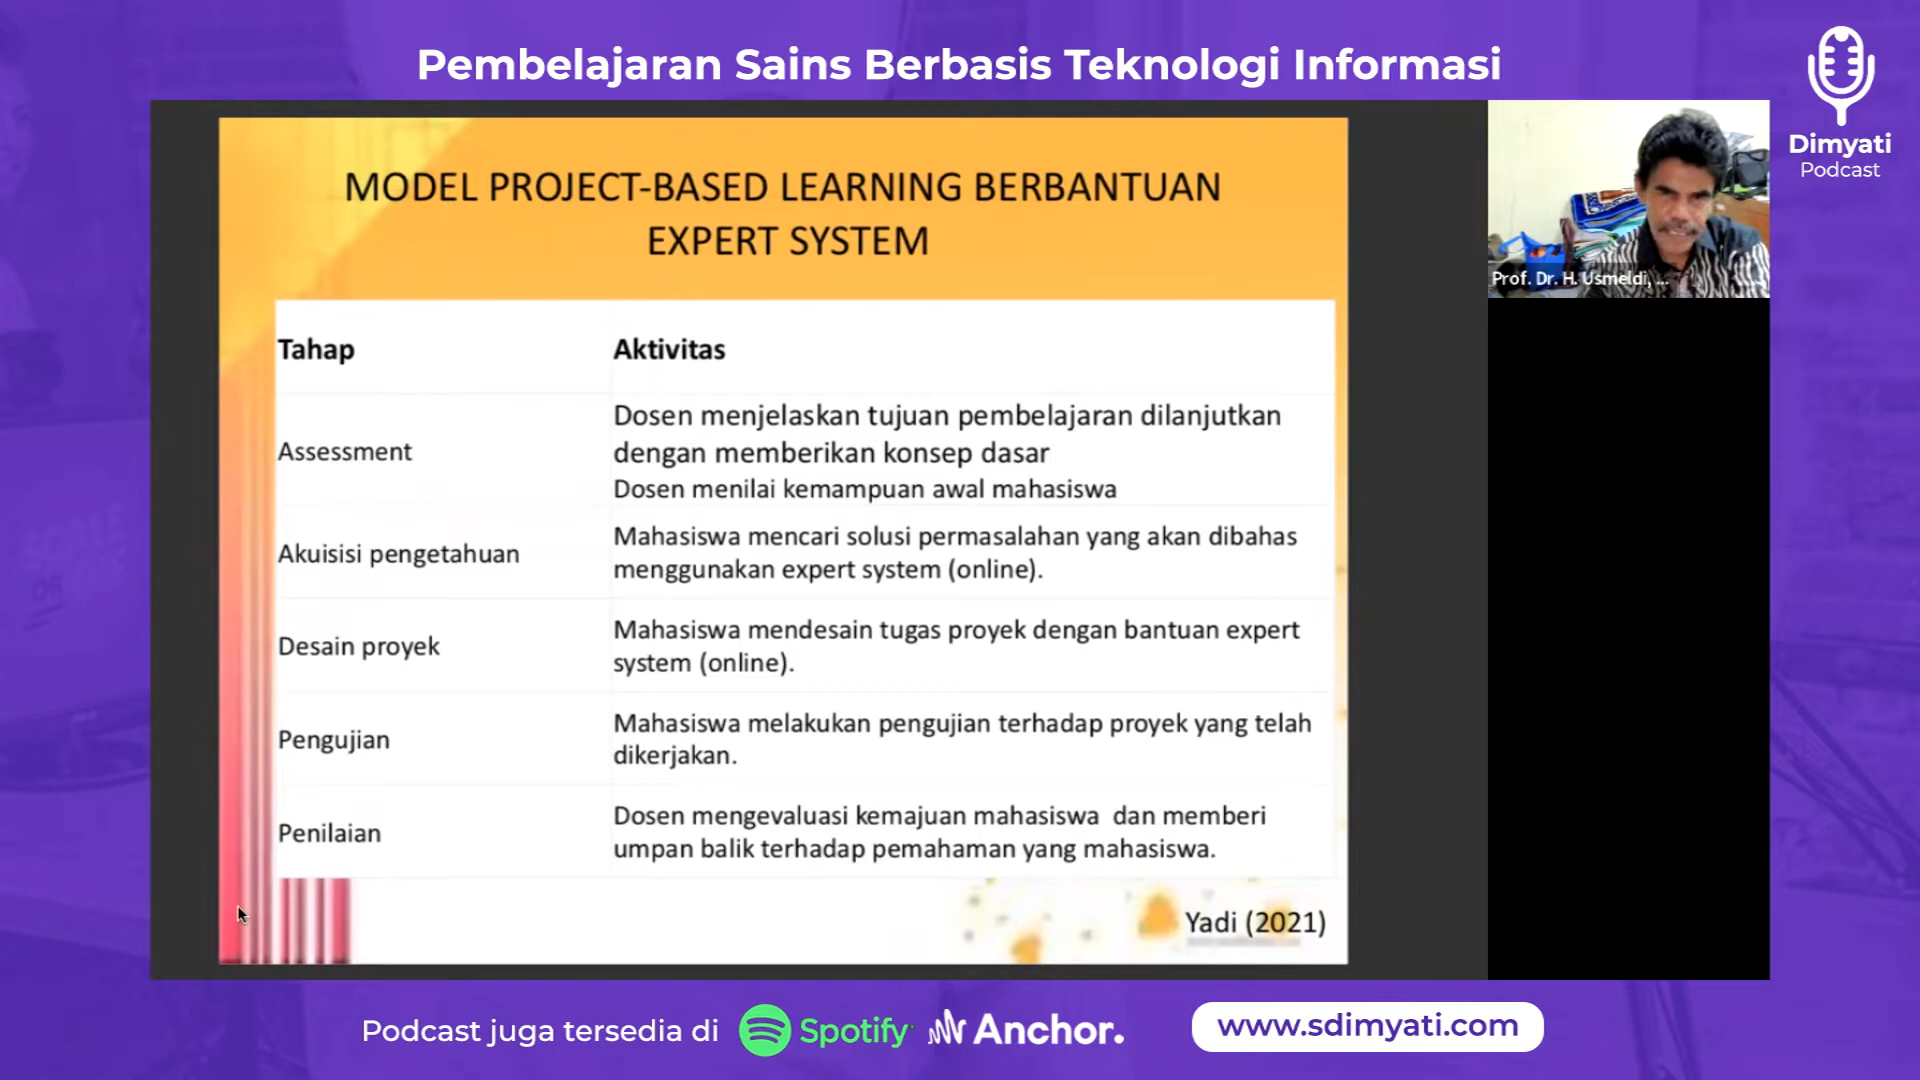 Pembelajaran Sains Berbasis Teknologi Informasi
Dimyati
Podcast
MODEL PROJECT-BASED LEARNING BERBANTUAN
EXPERT SYSTEM
Tahap
Aktivitas
Assessment
Dosen menjelaskan tujuan pembelajaran dilanjutkan
dengan memberikan konsep dasar
Dosen menilai kemampuan awal mahasiswa
Akuisisi pengetahuan
Mahasiswa mencari solusi permasalahan yang akan dibahas
menggunakan expert system (online).
Desain proyek
Mahasiswa mendesain tugas proyek dengan bantuan expert
system (online).
Pengujian
Mahasiswa melakukan pengujian terhadap proyek yang telah
dikerjakan.
Penilaian
Dosen mengevaluasi kemajuan mahasiswa dan memberi
umpan balik terhadap pemahaman yang mahasiswa.
Yadi (2021)
Prof. Dr. H. Usmeldi, ...
Podcast juga tersedia di Spotify Anchor.
www.sdimyati.com